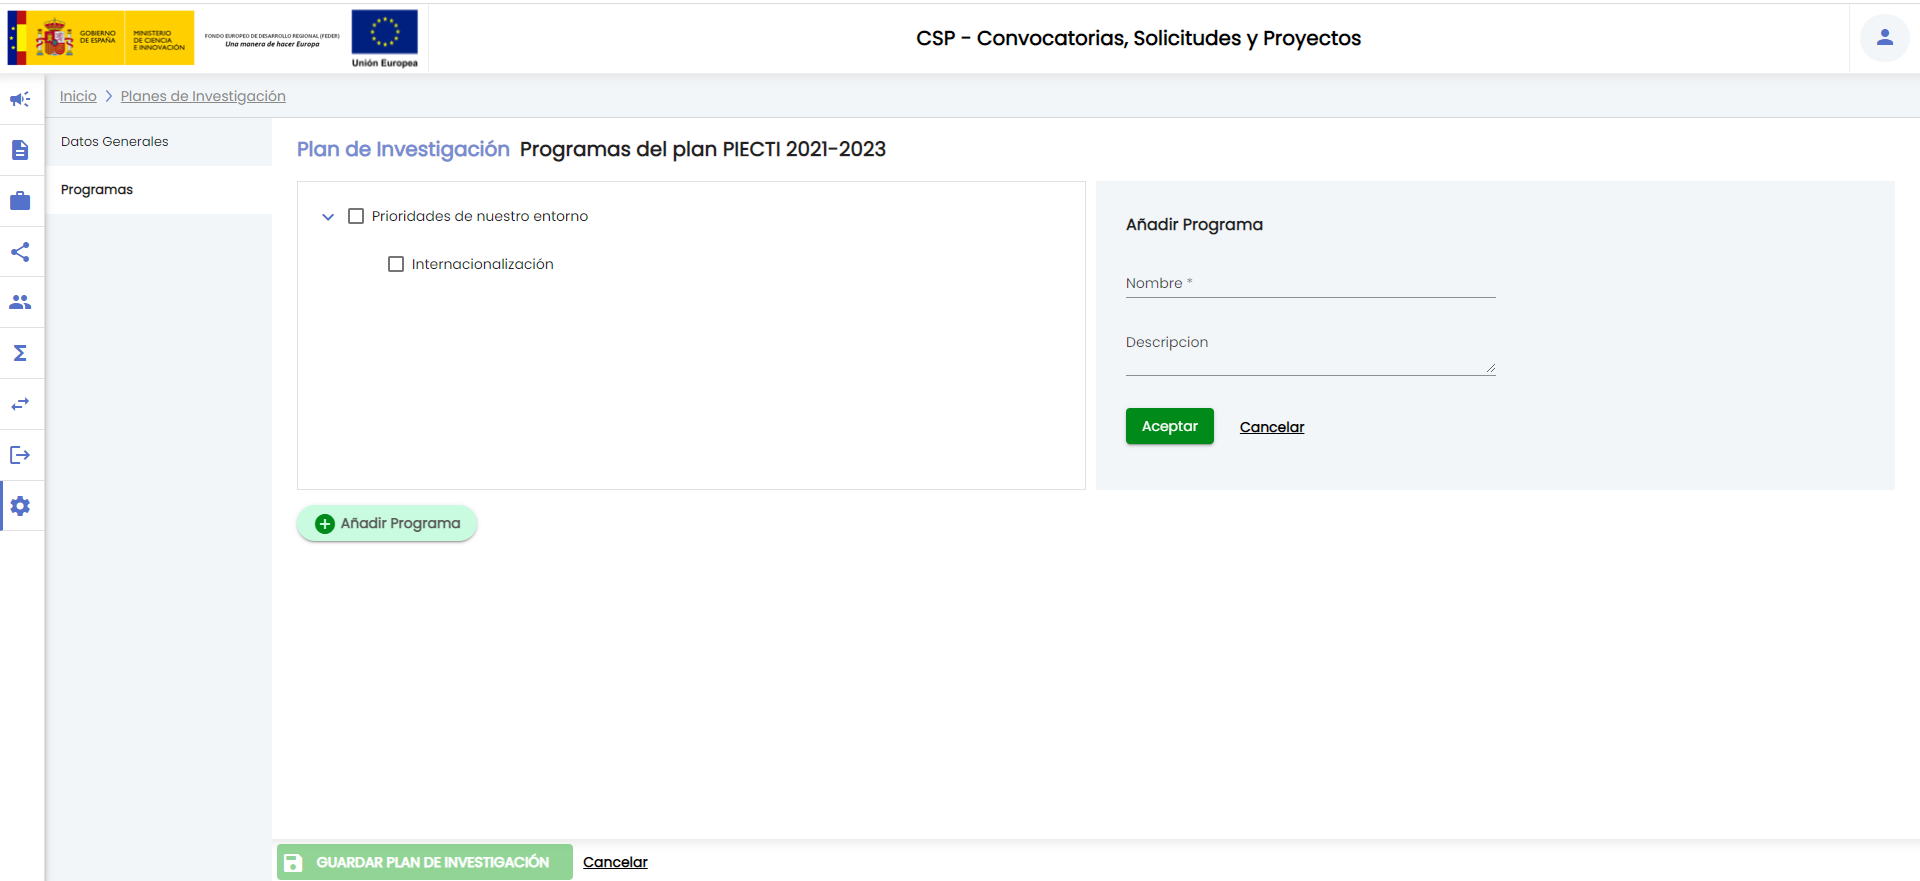 GOBIERNO
DE ESPAÑA
MINISTERIO
DE CIENCIA
E INNOVACIÓN
FONDO EUROPEO DE DESARROLLO REGIONAL (FEDER)
Una manera de hacer Europa
Unión Europea
CSP - Convocatorias, Solicitudes y Proyectos
Inicio > Planes de Investigación
Datos Generales
Programas
Plan de Investigación Programas del plan PIECTI 2021-2023
Prioridades de nuestro entorno
Internacionalización
Añadir Programa
Nombre *
Descripcion
Aceptar Cancelar
Añadir Programa
GUARDAR PLAN DE INVESTIGACIÓN Cancelar